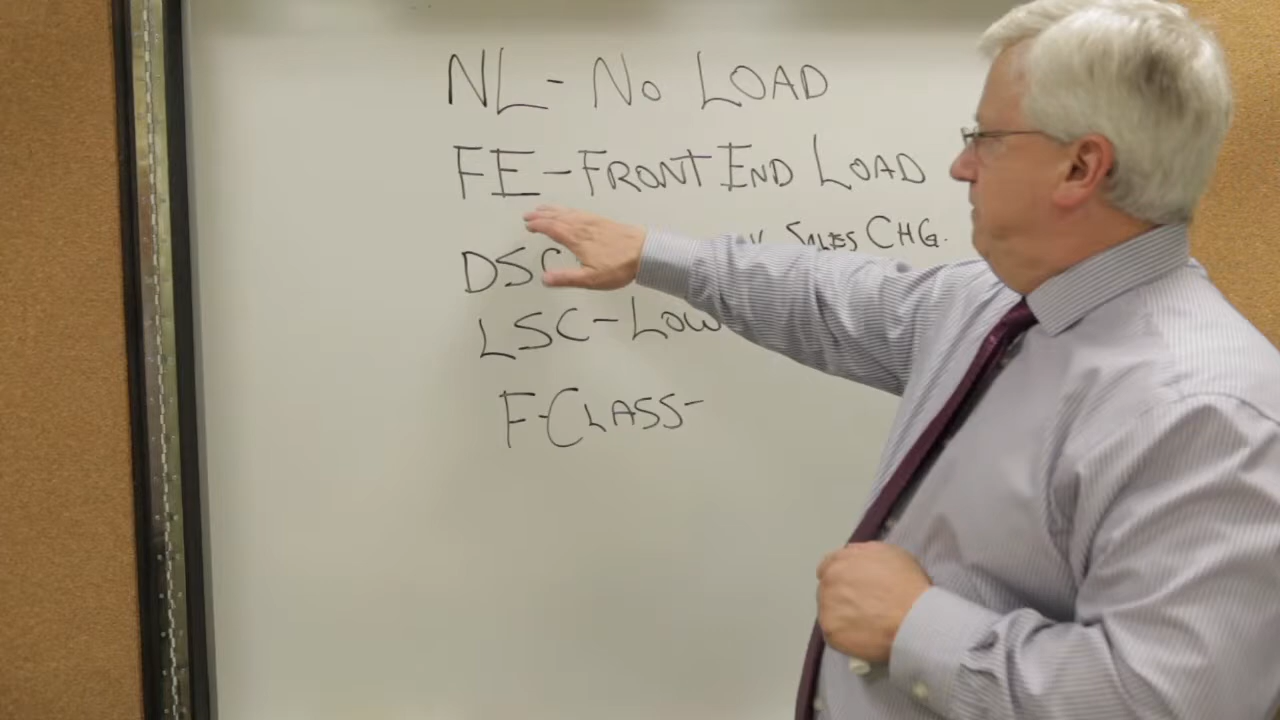 NL - No LOAD
FE - FRONT END LOAD
DSC SALES CHG.
LSC - Low
F-CLASS -